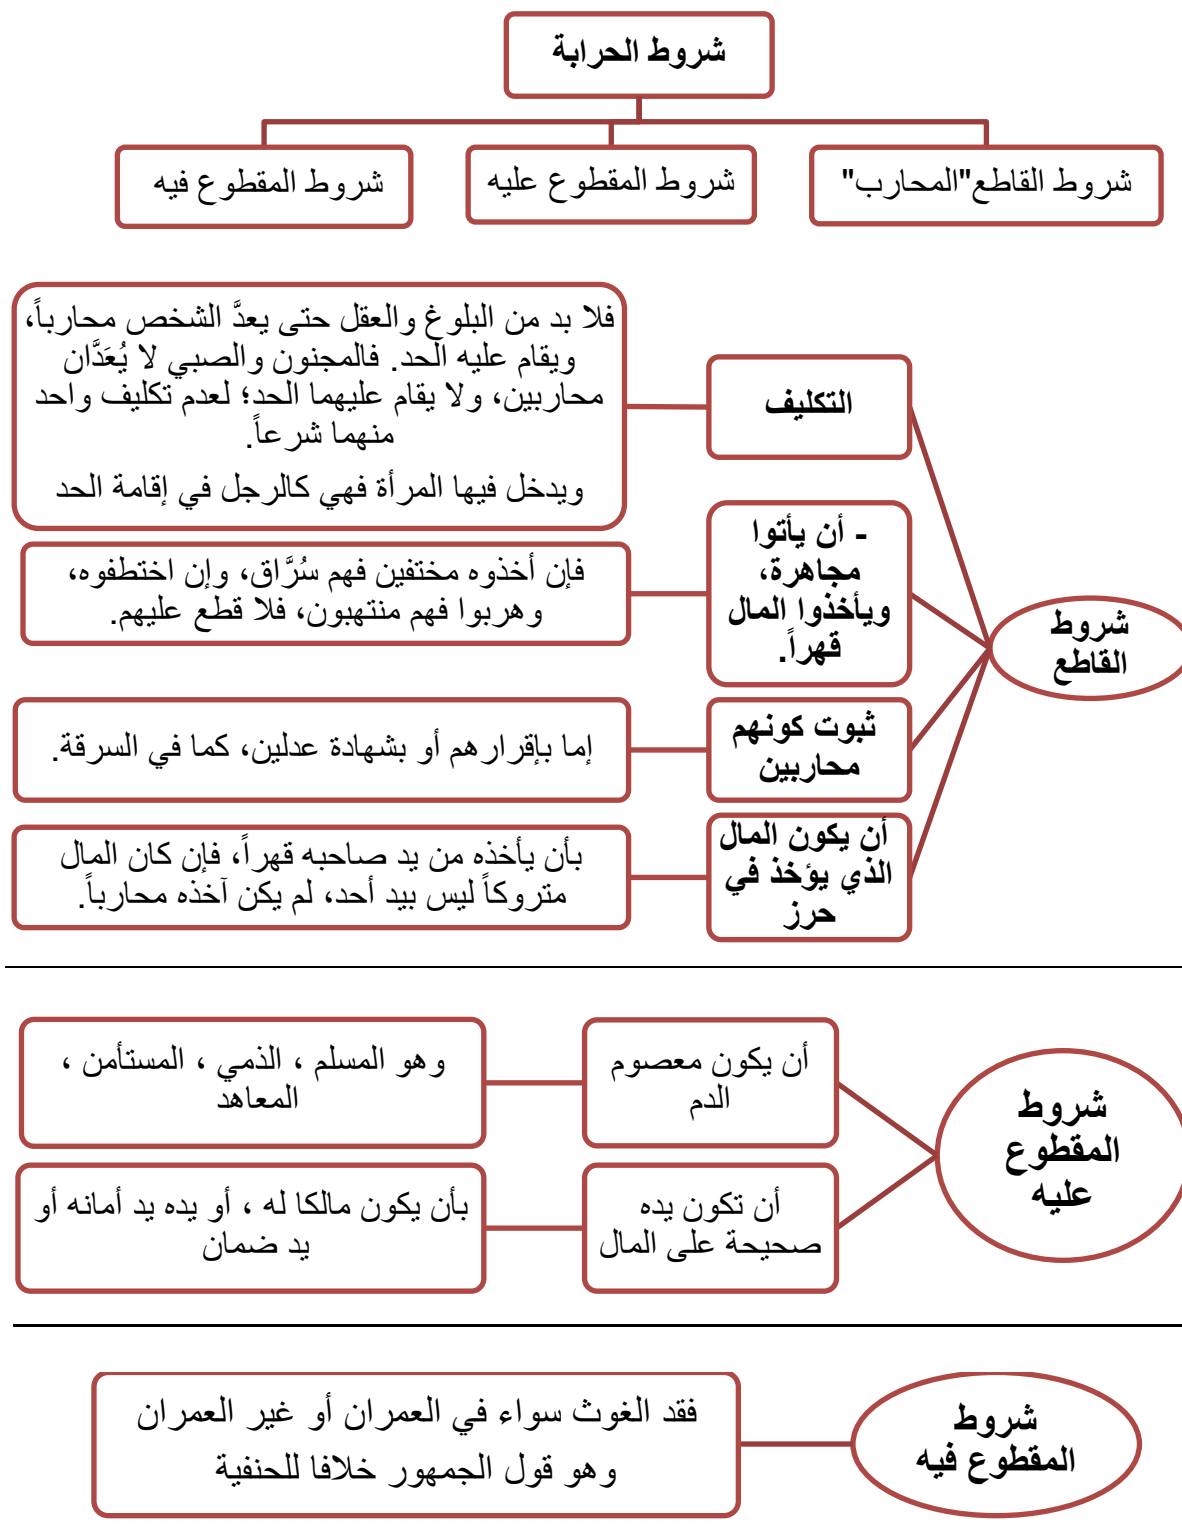 شروط الحرابة
شروط القاطع"المحارب"
شروط المقطوع عليه
شروط المقطوع فيه
شروط
القاطع
التكليف
فلا بد من البلوغ والعقل حتى يعدَّ الشخص محارباً،
ويقام عليه الحد. فالمجنون والصبي لا يُعَدَّان
محاربين، ولا يقام عليهما الحد؛ لعدم تكليف واحد
منهما شرعاً.
ويدخل فيها المرأة فهي كالرجل في إقامة الحد
- أن يأتوا
مجاهرة،
ويأخذوا المال
قهراً.
فإن أخذوه مختفين فهم سُرَّاق، وإن اختطفوه،
وهربوا فهم منتهبون، فلا قطع عليهم.
ثبوت كونهم
محاربين
إما بإقرارهم أو بشهادة عدلين، كما في السرقة.
أن يكون المال
الذي يؤخذ في
حرز
بأن يأخذه من يد صاحبه قهراً، فإن كان المال
متروكاً ليس بيد أحد، لم يكن آخذه محارباً.
شروط
المقطوع
عليه
أن يكون معصوم
الدم
وهو المسلم ، الذمي ، المستأمن ،
المعاهد
أن تكون يده
صحيحة على المال
بأن يكون مالكا له ، أو يده يد أمانه أو
يد ضمان
شروط
المقطوع فيه
فقد الغوث سواء في العمران أو غير العمران
وهو قول الجمهور خلافا للحنفية